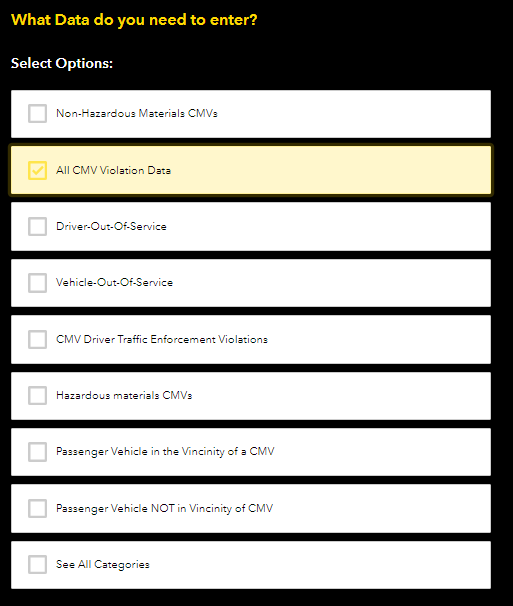 What Data do you need to enter?
Select Options:
Non-Hazardous Materials CMVs
All CMV Violation Data
Driver-Out-Of-Service
Vehicle-Out-Of-Service
CMV Driver Traffic Enforcement Violations
Hazardous materials CMVs
Passenger Vehicle in the Vincinity of a CMV
Passenger Vehicle NOT in Vincinity of CMV
See All Categories